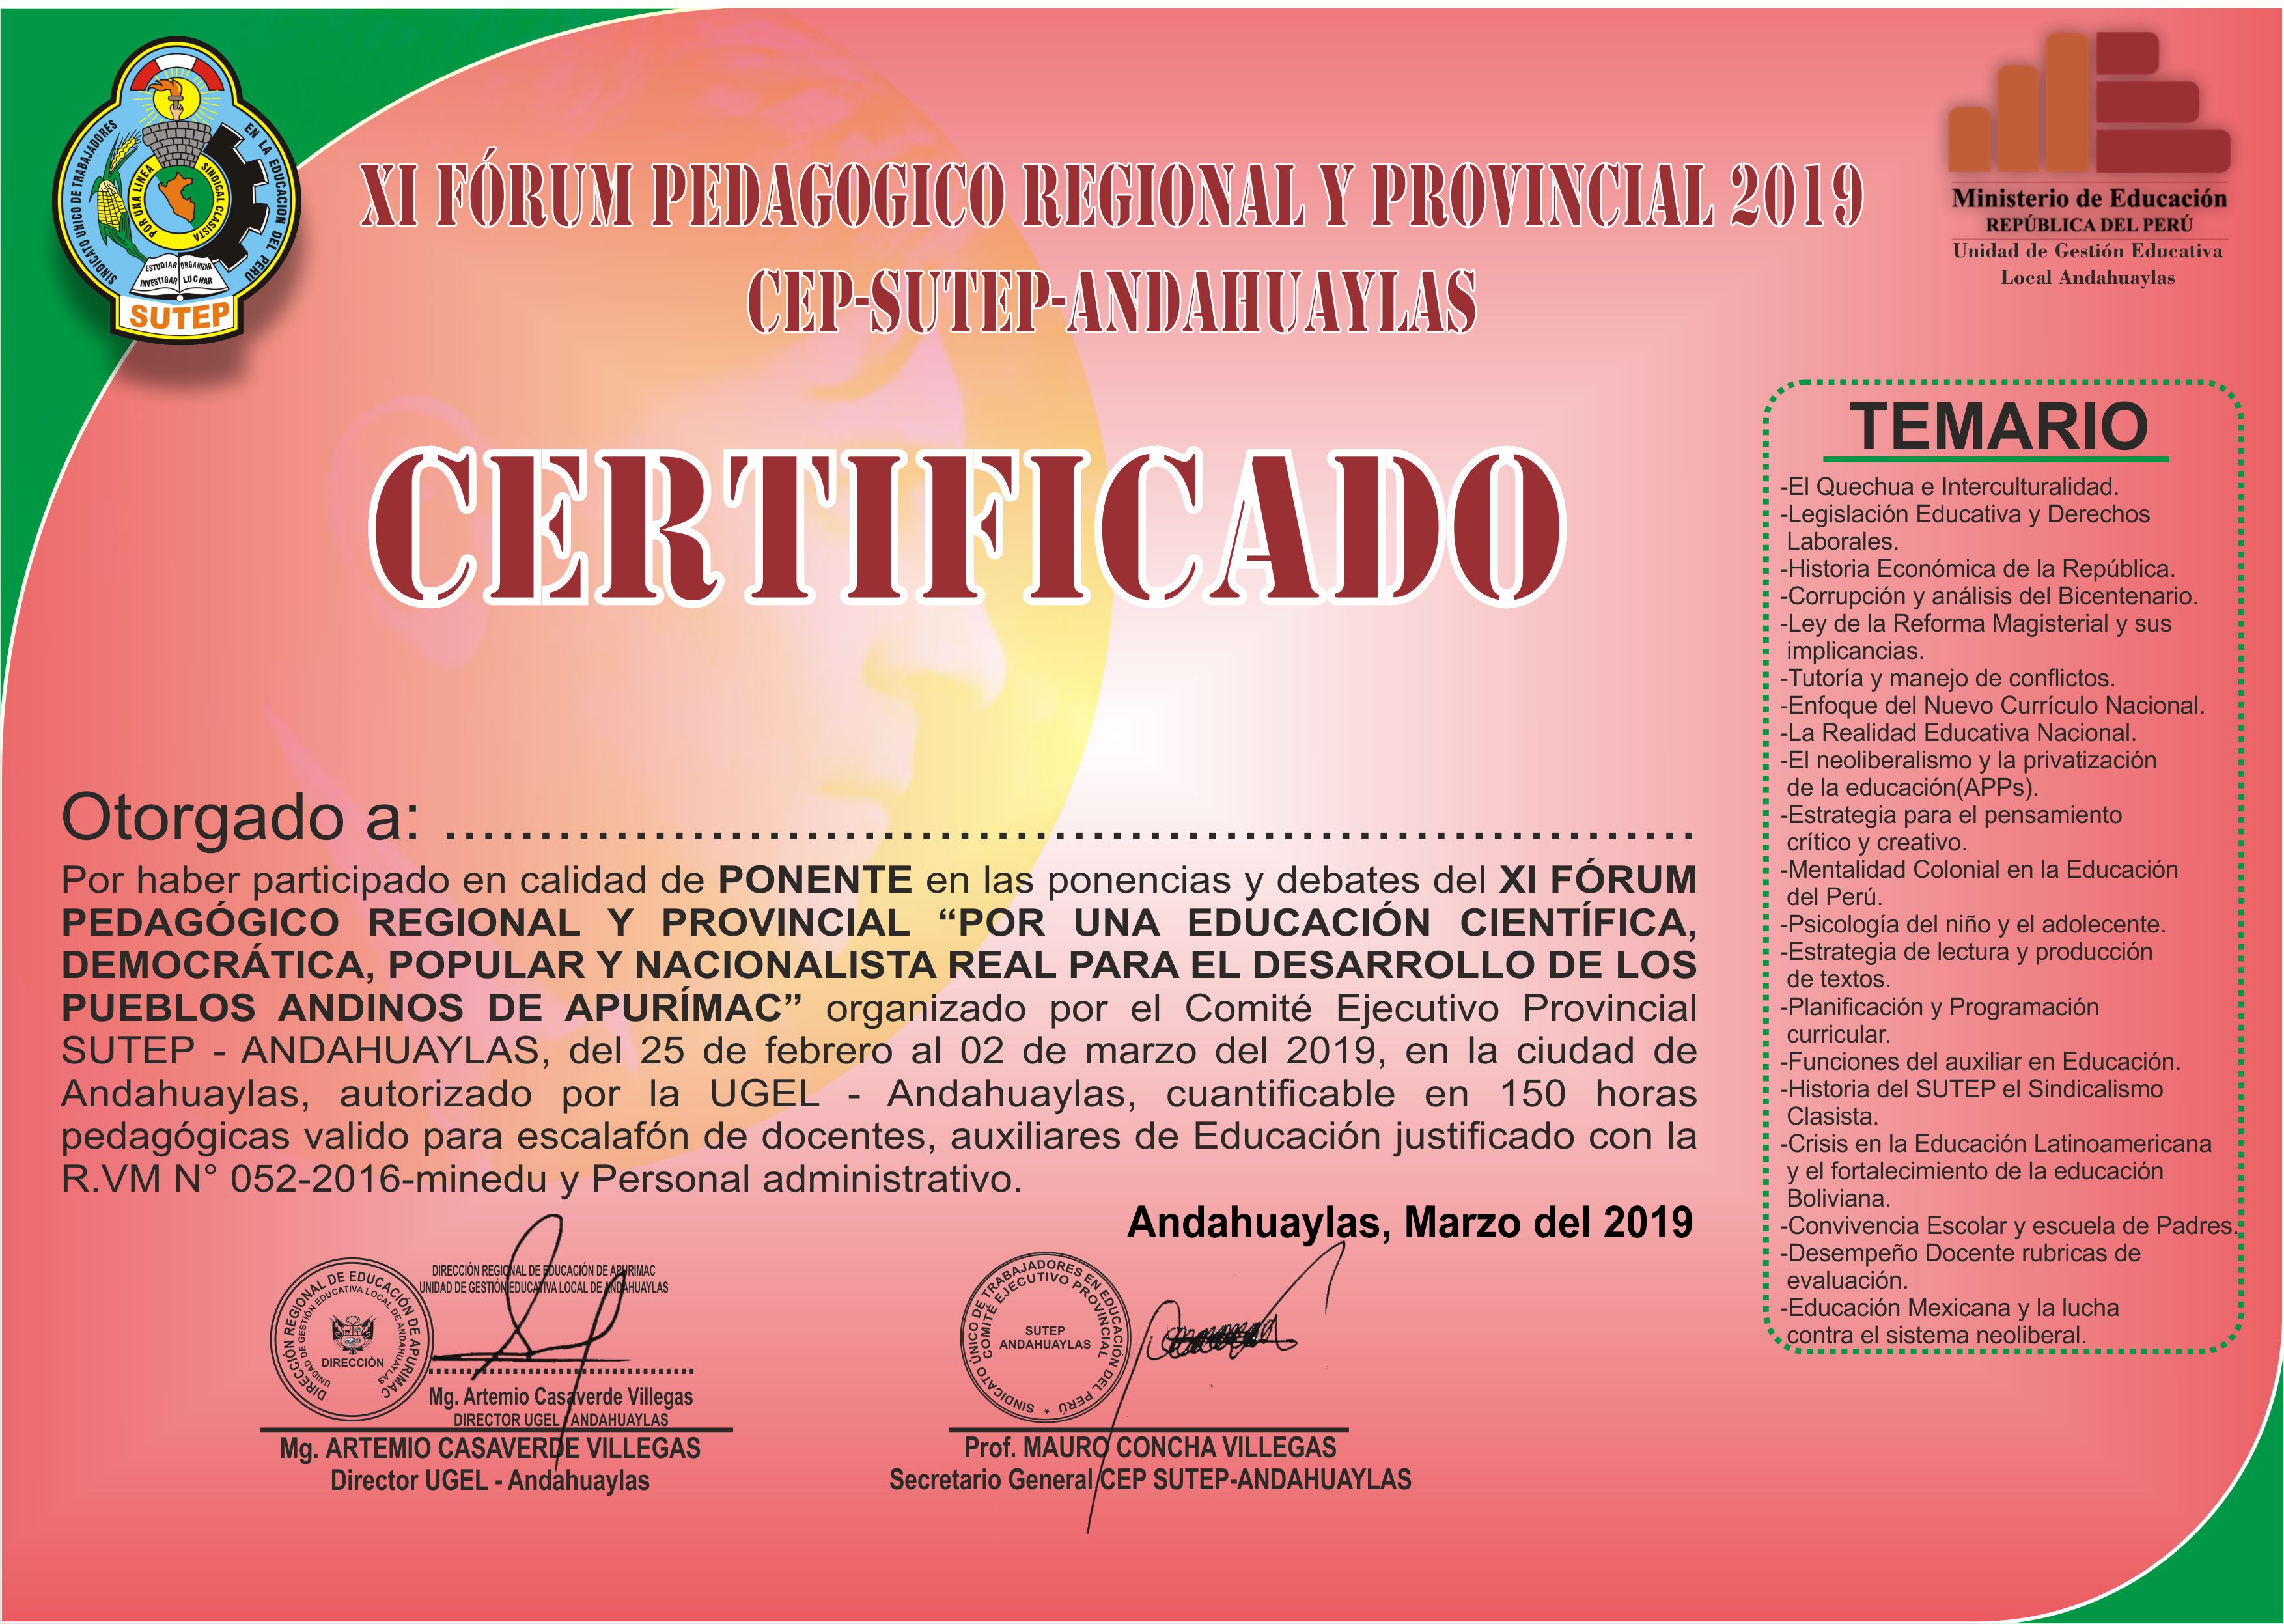 SINDICATO UNICO DE TRABAJADORES EN LA EDUCACION DEL PERU
POR UNA LINEA SINDICAL CLASISTA
ESTUDIAR ORGANIZAR
INVESTIGAR LUCHAR
SUTEP
XI FÓRUM PEDAGOGICO REGIONAL Y PROVINCIAL 2019
CEP-SUTEP-ANDAHUAYLAS
Ministerio de Educación
REPÚBLICA DEL PERÚ
Unidad de Gestión Educativa
Local Andahuaylas
CERTIFICADO
Otorgado a: ....................................................................
Por haber participado en calidad de PONENTE en las ponencias y debates del XI FÓRUM
PEDAGÓGICO REGIONAL Y PROVINCIAL “POR UNA EDUCACIÓN CIENTÍFICA,
DEMOCRÁTICA, POPULAR Y NACIONALISTA REAL PARA EL DESARROLLO DE LOS
PUEBLOS ANDINOS DE APURÍMAC” organizado por el Comité Ejecutivo Provincial
SUTEP - ANDAHUAYLAS, del 25 de febrero al 02 de marzo del 2019, en la ciudad de
Andahuaylas, autorizado por la UGEL - Andahuaylas, cuantificable en 150 horas
pedagógicas valido para escalafón de docentes, auxiliares de Educación justificado con la
R.VM N° 052-2016-minedu y Personal administrativo.
Andahuaylas, Marzo del 2019
TEMARIO
-El Quechua e Interculturalidad.
-Legislación Educativa y Derechos
Laborales.
-Historia Económica de la República.
-Corrupción y análisis del Bicentenario.
-Ley de la Reforma Magisterial y sus
implicancias.
-Tutoría y manejo de conflictos.
-Enfoque del Nuevo Currículo Nacional.
-La Realidad Educativa Nacional.
-El neoliberalismo y la privatización
de la educación(APPs).
-Estrategia para el pensamiento
crítico y creativo.
-Mentalidad Colonial en la Educación
del Perú.
-Psicología del niño y el adolecente.
-Estrategia de lectura y producción
de textos.
-Planificación y Programación
curricular.
-Funciones del auxiliar en Educación.
-Historia del SUTEP el Sindicalismo
Clasista.
-Crisis en la Educación Latinoamericana
y el fortalecimiento de la educación
Boliviana.
-Convivencia Escolar y escuela de Padres.
-Desempeño Docente rubricas de
evaluación.
-Educación Mexicana y la lucha
contra el sistema neoliberal.
DIRECCIÓN REGIONAL DE EDUCACIÓN DE APURIMAC
UNIDAD DE GESTIÓN EDUCATIVA LOCAL DE ANDAHUAYLAS
DIRECCIÓN
DIRECCIÓN REGIONAL DE EDUCACIÓN DE APURIMAC
UNIDAD DE GESTIÓN EDUCATIVA LOCAL DE ANDAHUAYLAS
Mg. Artemio Casaverde Villegas
DIRECTOR UGEL - ANDAHUAYLAS
Mg. ARTEMIO CASAVERDE VILLEGAS
Director UGEL - Andahuaylas
SINDICATO UNICO DE TRABAJADORES EN EDUCACIÓN DEL PERÚ *
COMITÉ EJECUTIVO PROVINCIAL
SUTEP
ANDAHUAYLAS
Prof. MAURO CONCHA VILLEGAS
Secretario General CEP SUTEP-ANDAHUAYLAS